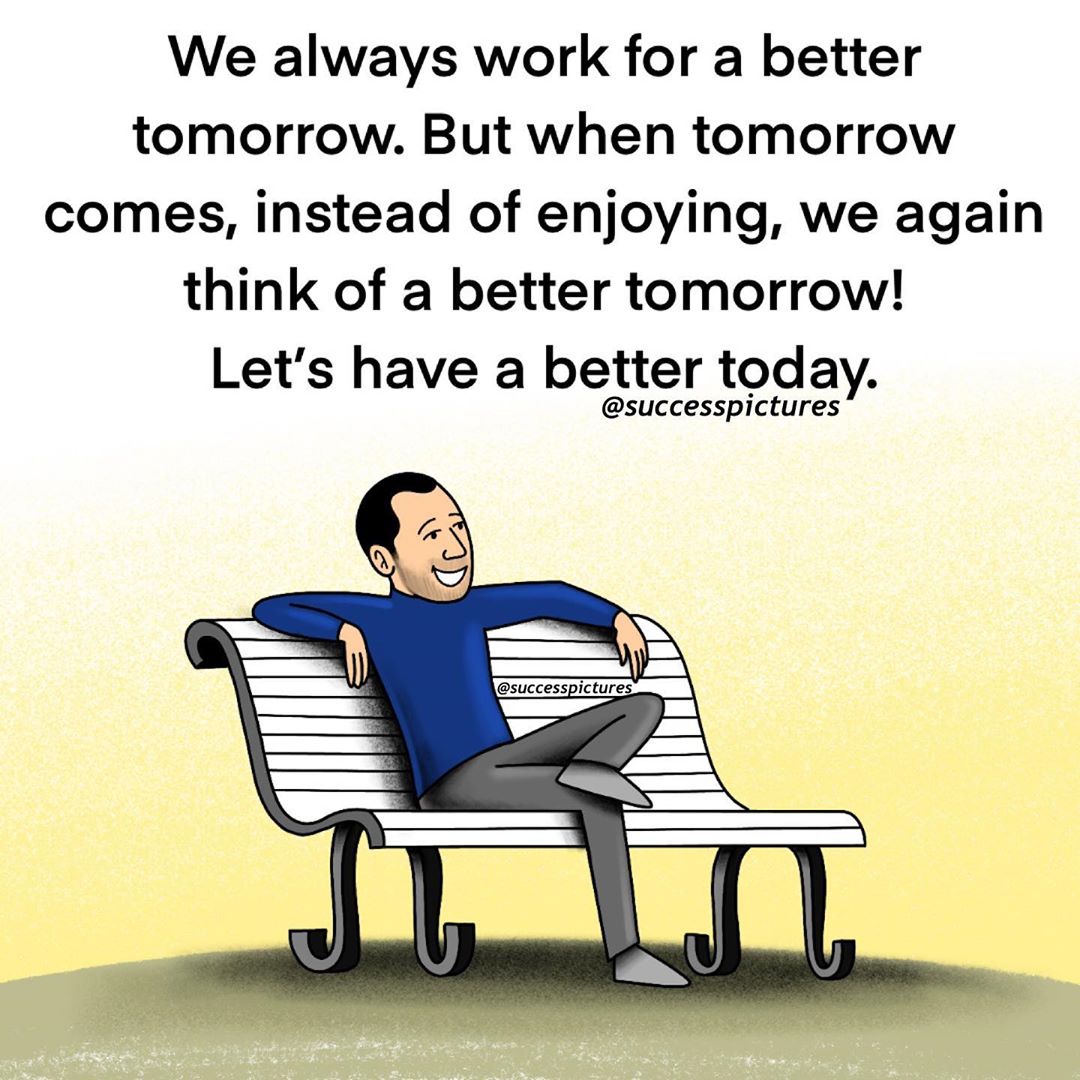 We always work for a better
tomorrow. But when tomorrow
comes, instead of enjoying, we again
think of a better tomorrow!
Let’s have a better today.
@successpictures
@successpictures